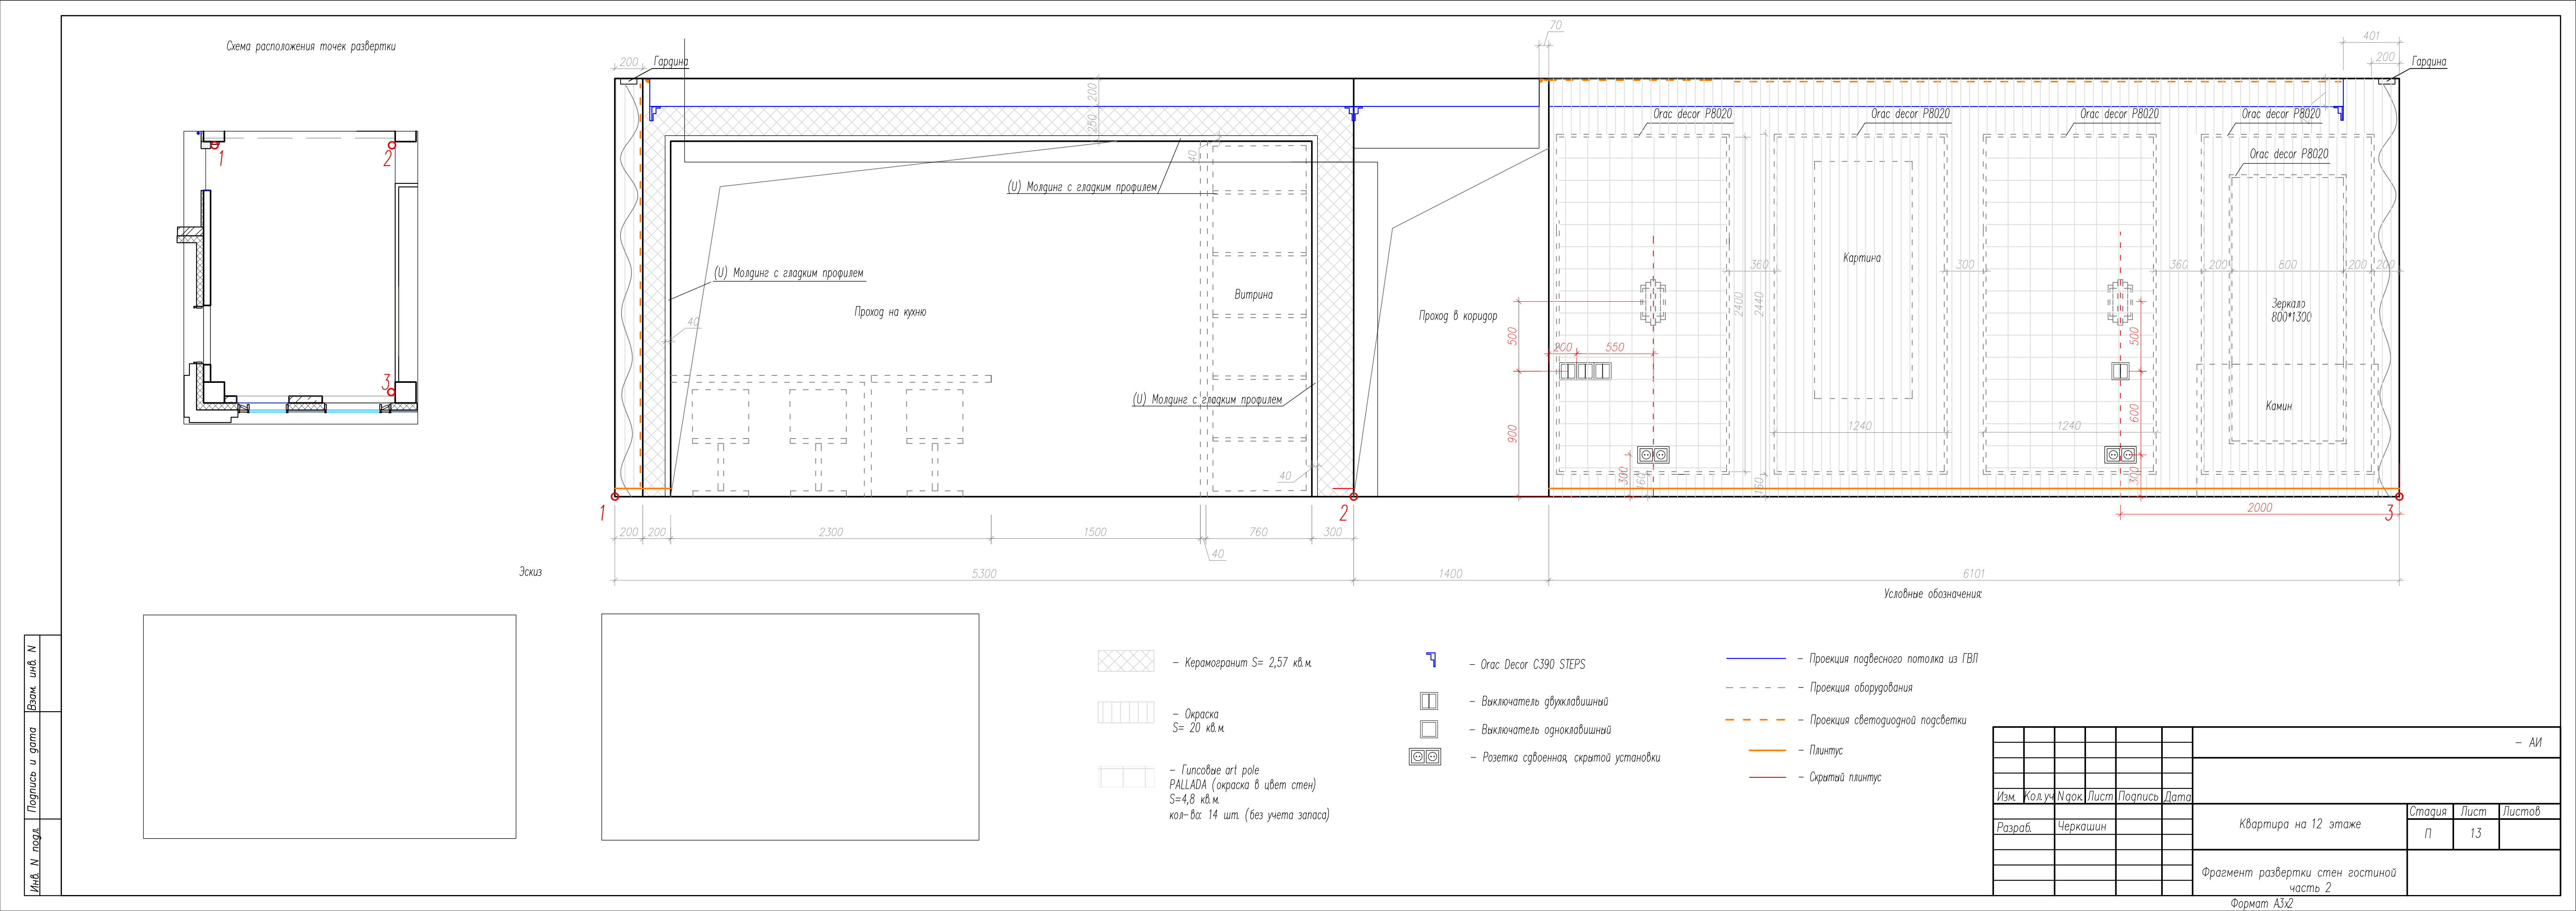 Схема расположения точек развертки
1
2
3
200
Гардина
200
250
40
(U) Молдинг с гладким профилем
(U) Молдинг с гладким профилем
40
Проход на кухню
Витрина
(U) Молдинг с гладким профилем
40
1
2
3
200
200
2300
1500
40
760
300
5300
1400
6101
70
401
200
Гардина
Orac decor P8020
Orac decor P8020
Orac decor P8020
Orac decor P8020
Orac decor P8020
Проход в коридор
500
900
200
550
300
160
360
2400
2440
160
Картина
1240
300
1240
360
200
800
200
200
500
600
300
Зеркало
800*1300
Камин
2000
Эскиз
Условные обозначения:
- Керамогранит S= 2,57 кв.м.
- Окраска
S= 20 кв.м.
- Гипсовые art pole
PALLADA (окраска в цвет стен)
S=4,8 кв.м.
кол-во: 14 шт. (без учета запаса)
- Orac Decor C390 STEPS
- Выключатель двухклавишный
- Выключатель одноклавишный
- Розетка сдвоенная, скрытой установки
- Проекция подвесного потолка из ГВЛ
- Проекция оборудования
- Проекция светодиодной подсветки
- Плинтус
- Скрытый плинтус
Взам. инв. N
Подпись и дата
Инв. N подл.
- АИ
Изм. Кол.уч N док. Лист Подпись Дата
Разраб. Черкашин
Квартира на 12 этаже
Стадия Лист Листов
П 13
Фрагмент развертки стен гостиной
часть 2
Формат А3х2